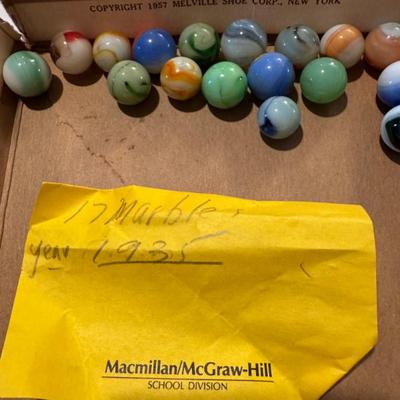 COPYRIGHT 1957 MELVILLE SHOE CORP., NEW YORK
17 Marbles
year 1935
Macmillan/McGraw-Hill
SCHOOL DIVISION